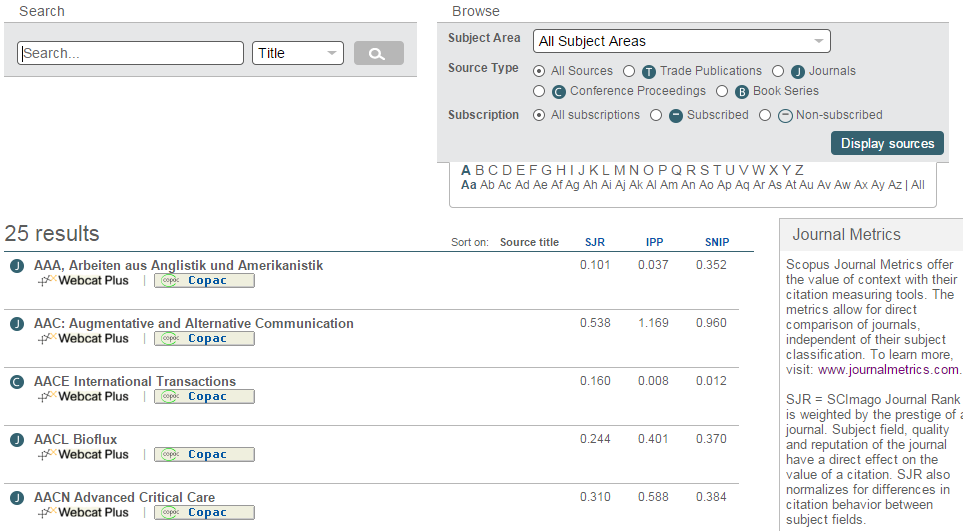 Search
Search...
Title
Browse
Subject Area
All Subject Areas
Source Type
All Sources T Trade Publications J Journals
C Conference Proceedings B Book Series
Subscription
All subscriptions Subscribed Non-subscribed
Display sources
A B C D E F G H I J K L M N O P Q R S T U V W X Y Z
Aa Ab Ac Ad Ae Af Ag Ah Ai Aj Ak Al Am An Ao Ap Aq Ar As At Au Av Aw Ax Ay Az | All
25 results
Sort on: Source title SJR IPP SNIP
J AAA, Arbeiten aus Anglistik und Amerikanistik 0.101 0.037 0.352
Webcat Plus | copac Copac
J AAC: Augmentative and Alternative Communication 0.538 1.169 0.960
Webcat Plus | copac Copac
C AACE International Transactions 0.160 0.008 0.012
Webcat Plus | copac Copac
J AACL Bioflux 0.244 0.401 0.370
Webcat Plus | copac Copac
J AACN Advanced Critical Care 0.310 0.588 0.384
Webcat Plus | copac Copac
Journal Metrics
Scopus Journal Metrics offer
the value of context with their
citation measuring tools. The
metrics allow for direct
comparison of journals,
independent of their subject
classification. To learn more,
visit: www.journalmetrics.com.
SJR = SCImago Journal Rank
is weighted by the prestige of a
journal. Subject field, quality
and reputation of the journal
have a direct effect on the
value of a citation. SJR also
normalizes for differences in
citation behavior between
subject fields.